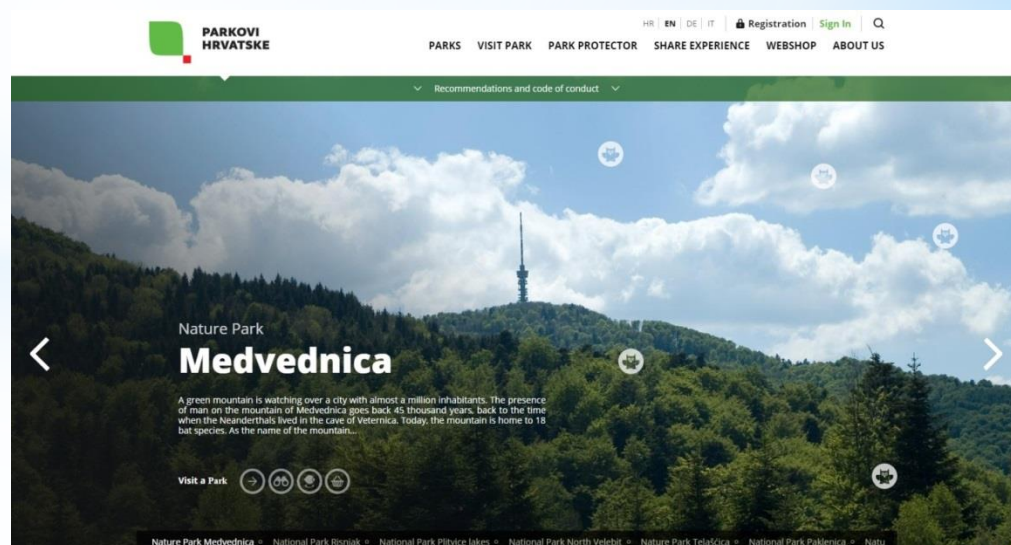 PARKOVI
HRVATSKE
HR EN DE IT Registration Sign In
PARKS VISIT PARK PARK PROTECTOR SHARE EXPERIENCE WEBSHOP ABOUT US
Recommendations and code of conduct
Nature Park
Medvednica
A green mountain is watching over a city with almost a million inhabitants. The presence
of man on the mountain of Medvednica goes back 45 thousand years, back to the time
when the Neanderthals lived in the cave of Veternica. Today, the mountain is home to 18
bat species. As the name of the mountain...
Visit a Park
Nature Park Medvednica National Park Risnjak National Park Plitvice lakes National Park North Velebit Nature Park Telašćica National Park Paklenica Natu